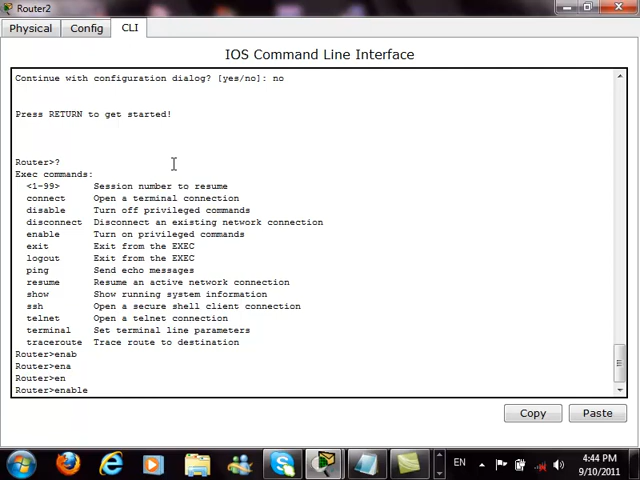 Router2
Physical
Config
CLI
IOS Command Line Interface
Continue with configuration dialog? [yes/no]: no
Press RETURN to get started!
Router>?
Exec commands:
<1-99>      Session number to resume
connect     Open a terminal connection
disable     Turn off privileged commands
disconnect  Disconnect an existing network connection
enable      Turn on privileged commands
exit        Exit from the EXEC
logout      Exit from the EXEC
ping        Send echo messages
resume      Resume an active network connection
show        Show running system information
ssh         Open a secure shell client connection
telnet      Open a telnet connection
terminal    Set terminal line parameters
traceroute  Trace route to destination
Router>enab
Router>ena
Router>en
Router>enable
Copy
Paste
EN
4:44 PM
9/10/2011